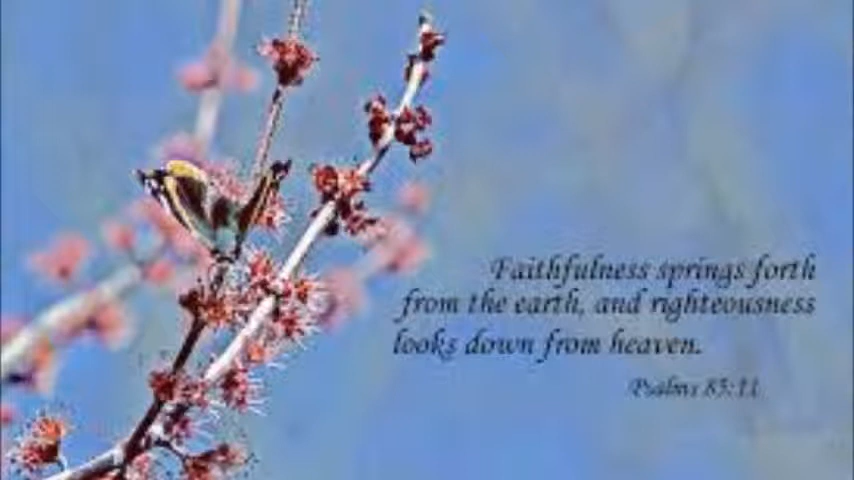 Faithfulness springs forth
from the earth, and righteousness
looks down from heaven.
Psalms 85:11